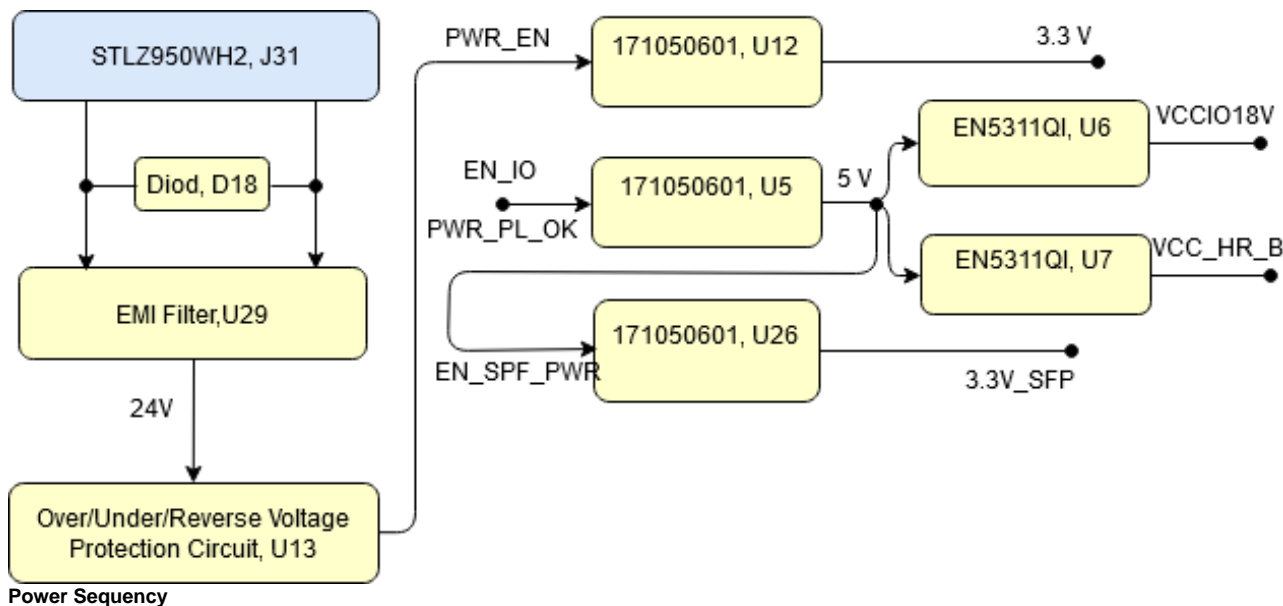 STLZ950WH2, J31
Diod, D18
EMI Filter,U29
24V
Over/Under/Reverse Voltage
Protection Circuit, U13
PWR_EN
171050601, U12
3.3 V
EN_IO
PWR_PL_OK
171050601, U5
5 V
EN5311QI, U6
VCCIO18V
EN5311QI, U7
VCC_HR_B
EN_SPF_PWR
171050601, U26
3.3V_SFP
Power Sequency